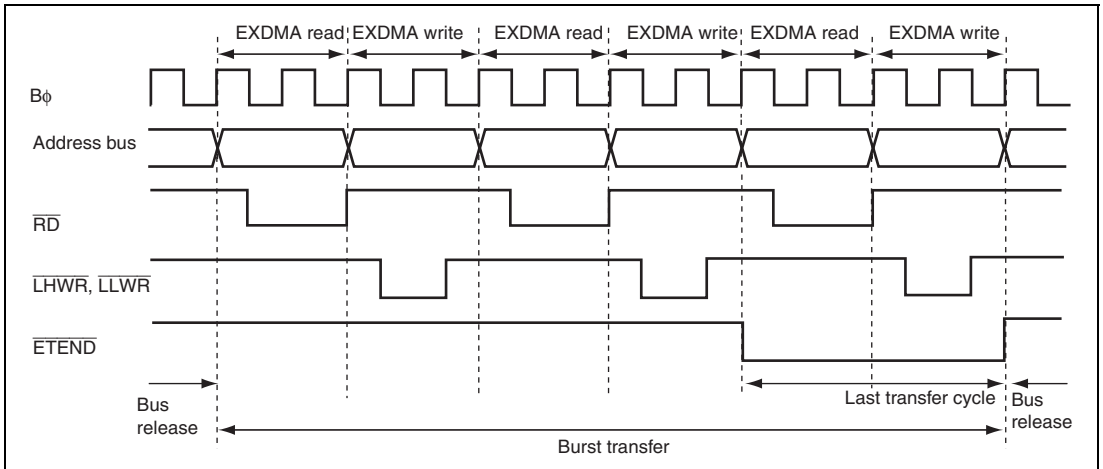 EXDMA read EXDMA write EXDMA read EXDMA write EXDMA read EXDMA write
Bϕ
Address bus
RD
LHWR, LLWR
ETEND
Last transfer cycle
Bus release
Bus release
Burst transfer